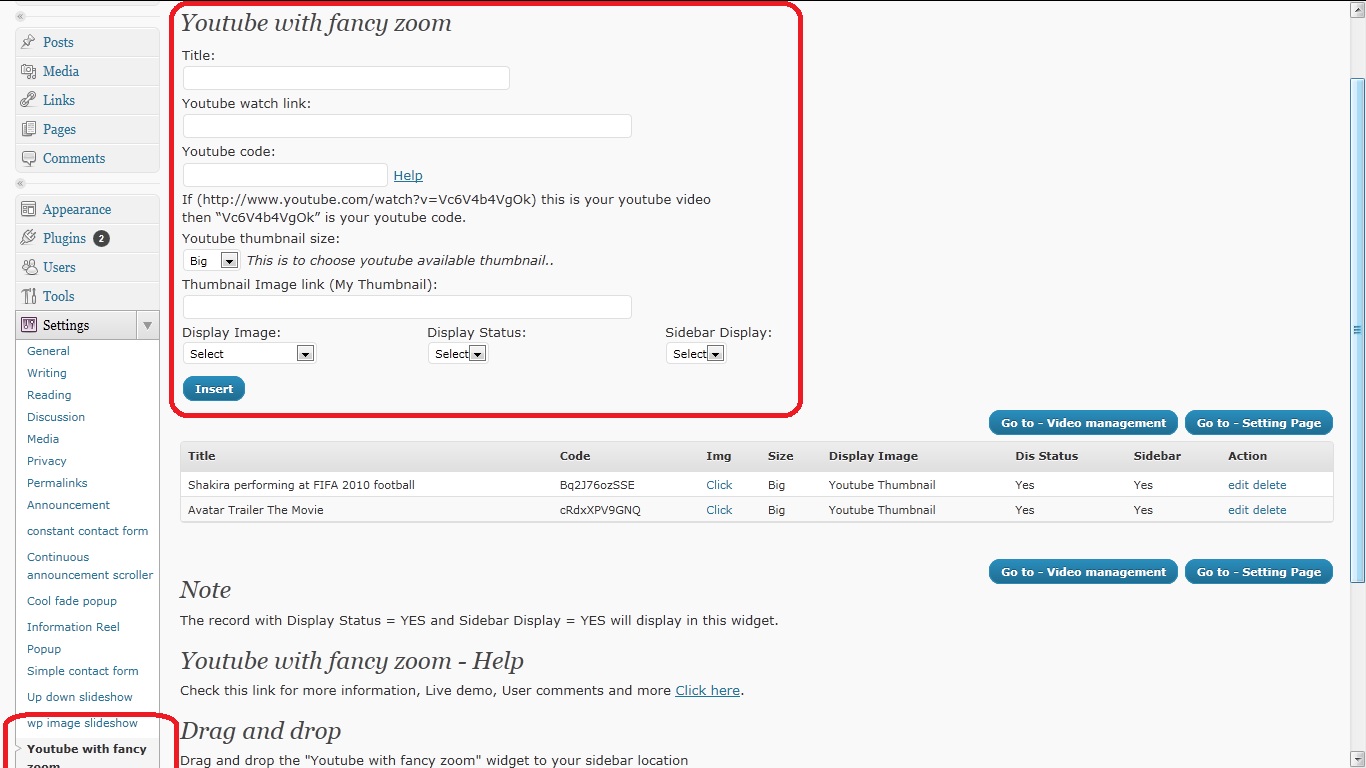 Posts
Media
Links
Pages
Comments
Appearance
Plugins 2
Users
Tools
Settings
General
Writing
Reading
Discussion
Media
Privacy
Permalinks
Announcement
constant contact form
Continuous
announcement scroller
Cool fade popup
Information Reel
Popup
Simple contact form
Up down slideshow
wp image slideshow
Youtube with fancy
zoom
Youtube with fancy zoom
Title:
Youtube watch link:
Youtube code:
Help
If (http://www.youtube.com/watch?v=Vc6V4b4VgOk) this is your youtube video
then “Vc6V4b4VgOk” is your youtube code.
Youtube thumbnail size:
Big This is to choose youtube available thumbnail..
Thumbnail Image link (My Thumbnail):
Display Image: Display Status: Sidebar Display:
Select Select Select
Insert
Go to - Video management Go to - Setting Page
Title Code Img Size Display Image Dis Status Sidebar Action
Shakira performing at FIFA 2010 football Bq2J76ozSSE Click Big Youtube Thumbnail Yes Yes edit delete
Avatar Trailer The Movie cRdxXPV9GNQ Click Big Youtube Thumbnail Yes Yes edit delete
Go to - Video management Go to - Setting Page
Note
The record with Display Status = YES and Sidebar Display = YES will display in this widget.
Youtube with fancy zoom - Help
Check this link for more information, Live demo, User comments and more Click here.
Drag and drop
Drag and drop the "Youtube with fancy zoom" widget to your sidebar location